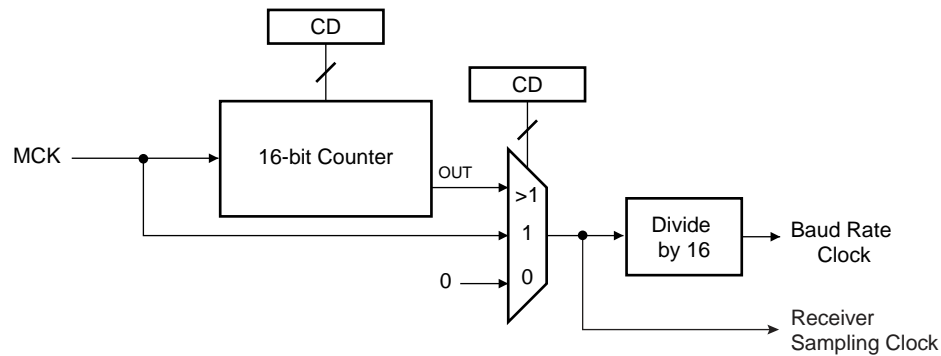 CD
CD
MCK
16-bit Counter
OUT
>1
1
0
0
Divide
by 16
Baud Rate
Clock
Receiver
Sampling Clock